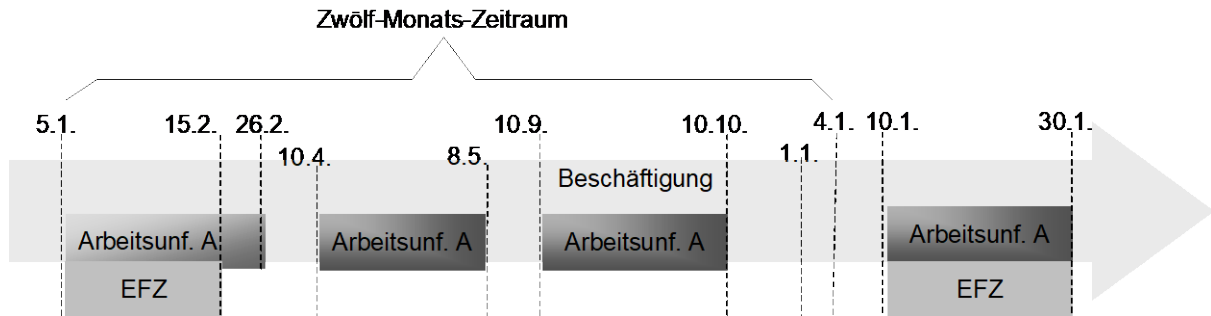 Zwölf-Monats-Zeitraum
5.1. 15.2. 26.2. 10.9. 10.10. 4.1. 10.1. 30.1.
10.4. 8.5. 1.1.
Beschäftigung
Arbeitsunf. A Arbeitsunf. A Arbeitsunf. A Arbeitsunf. A
EFZ EFZ